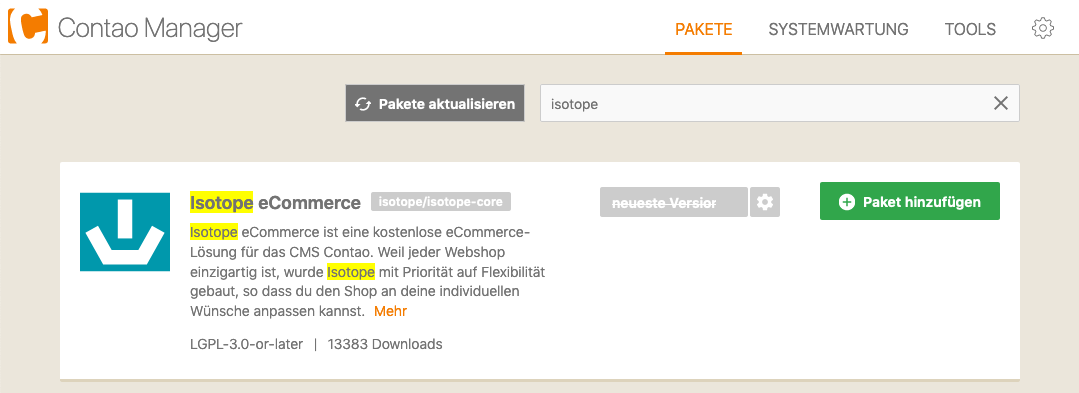 Contao Manager
PAKETE SYSTEMWARTUNG TOOLS
Pakete aktualisieren
isotope
Isotope eCommerce isotope/isotope-core
neueste Version
Paket hinzufügen
Isotope eCommerce ist eine kostenlose eCommerce-
Lösung für das CMS Contao. Weil jeder Webshop
einzigartig ist, wurde Isotope mit Priorität auf Flexibilität
gebaut, so dass du den Shop an deine individuellen
Wünsche anpassen kannst. Mehr
LGPL-3.0-or-later | 13383 Downloads